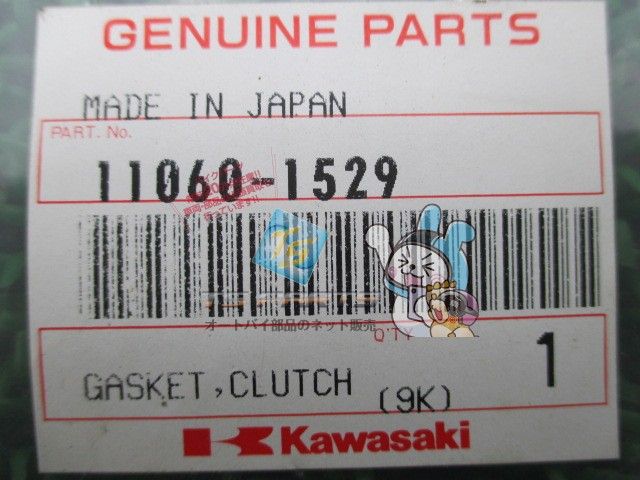 GENUINE PARTS
MADE IN JAPAN
PART. No.
11060-1529
オートバイ部品のネット販売
Q'TY
GASKET,CLUTCH (9K) 1
Kawasaki